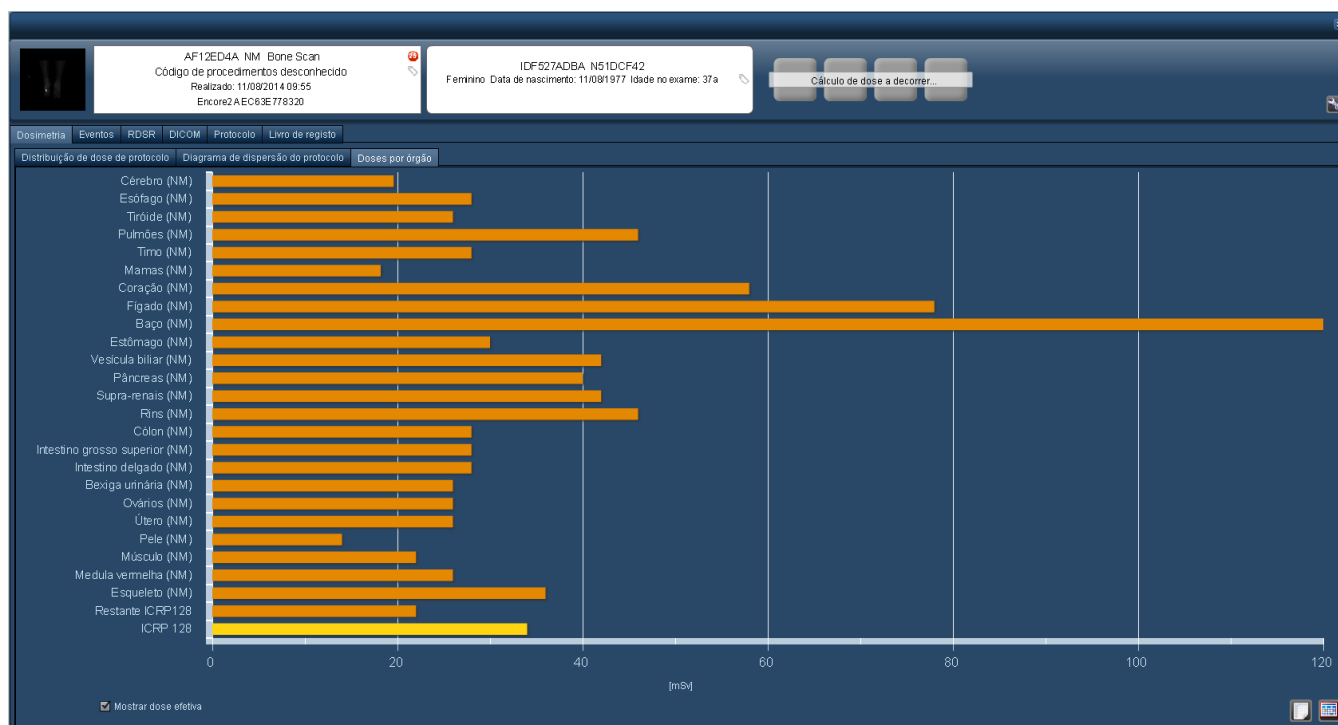 AF12ED4A NM Bone Scan
Código de procedimentos desconhecido
Realizado: 11/08/2014 09:55
Encore2 AEC63E778320
IDF527ADBA N51DCF42
Feminino Data de nascimento: 11/08/1977 Idade no exame: 37a
Cálculo de dose a decorrer...
Dosimetria Eventos RDSR DICOM Protocolo Livro de registo
Distribuição de dose de protocolo Diagrama de dispersão do protocolo Doses por órgão
Cérebro (NM)
Esófago (NM)
Tiróide (NM)
Pulmões (NM)
Timo (NM)
Mamas (NM)
Coração (NM)
Fígado (NM)
Baço (NM)
Estômago (NM)
Vesícula biliar (NM)
Pâncreas (NM)
Supra-renais (NM)
Rins (NM)
Cólon (NM)
Intestino grosso superior (NM)
Intestino delgado (NM)
Bexiga urinária (NM)
Ovários (NM)
Útero (NM)
Pele (NM)
Músculo (NM)
Medula vermelha (NM)
Esqueleto (NM)
Restante ICRP128
ICRP 128
0 20 40 60 80 100 120
[mSv]
Mostrar dose efetiva